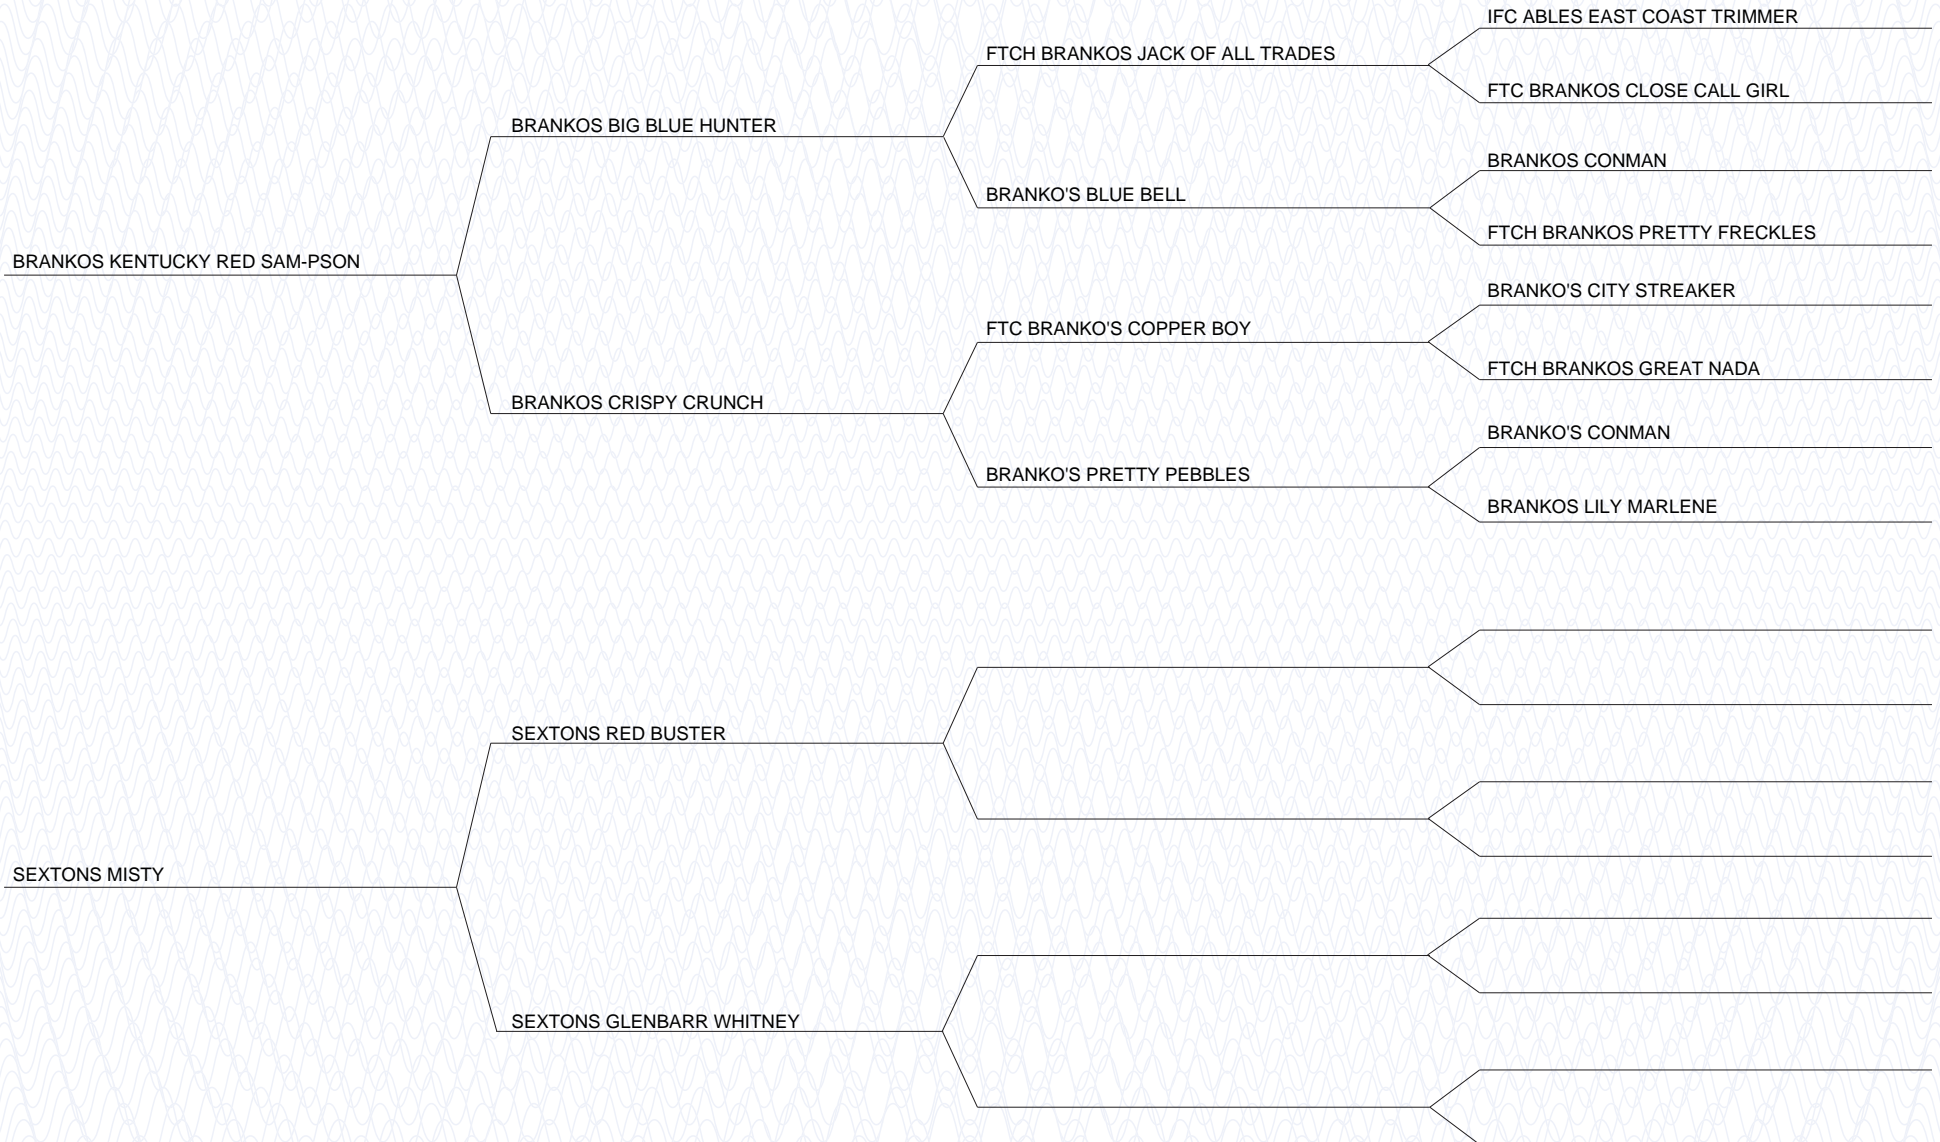 IFC ABLES EAST COAST TRIMMER
FTCH BRANKOS JACK OF ALL TRADES
FTC BRANKOS CLOSE CALL GIRL
BRANKOS BIG BLUE HUNTER
BRANKOS CONMAN
BRANKO'S BLUE BELL
FTCH BRANKOS PRETTY FRECKLES
BRANKOS KENTUCKY RED SAM-PSON
BRANKO'S CITY STREAKER
FTC BRANKO'S COPPER BOY
FTCH BRANKOS GREAT NADA
BRANKOS CRISPY CRUNCH
BRANKO'S CONMAN
BRANKO'S PRETTY PEBBLES
BRANKOS LILY MARLENE
SEXTONS RED BUSTER
SEXTONS MISTY
SEXTONS GLENBARR WHITNEY